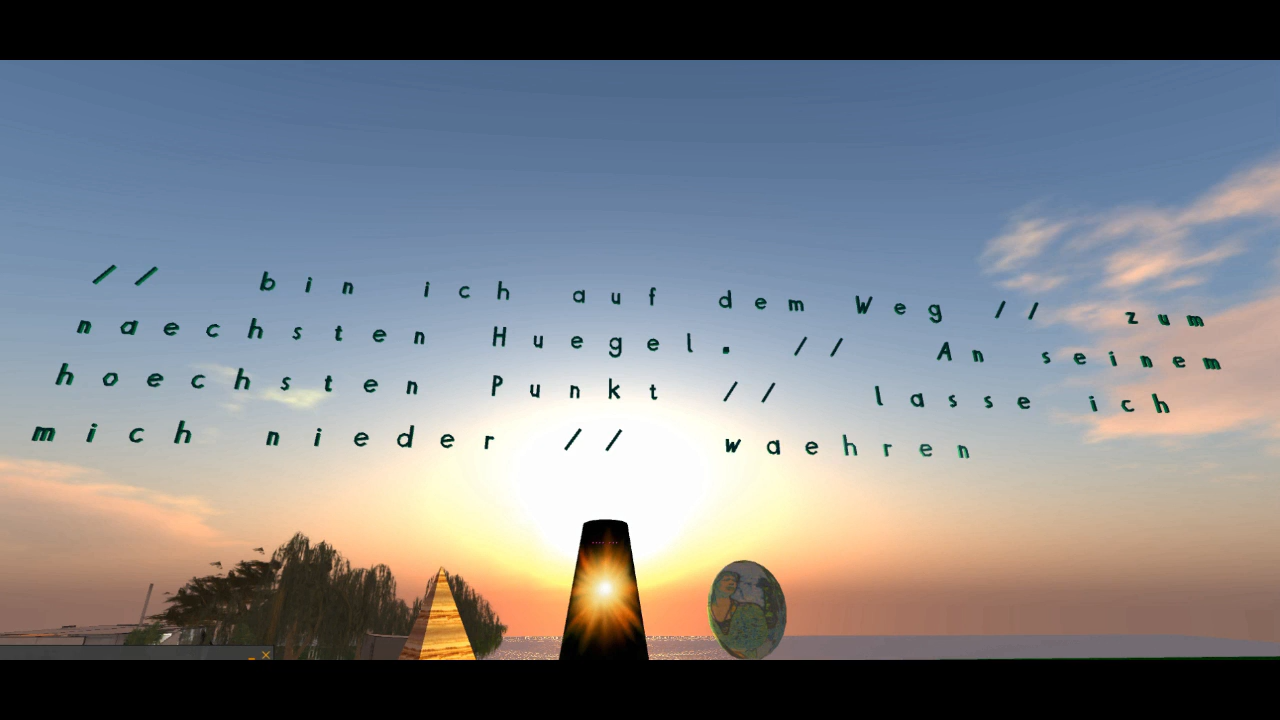 // bin ich auf dem Weg // zum
naechsten Huegel. // An seinem
hoechsten Punkt // lasse ich
mich nieder // waehren